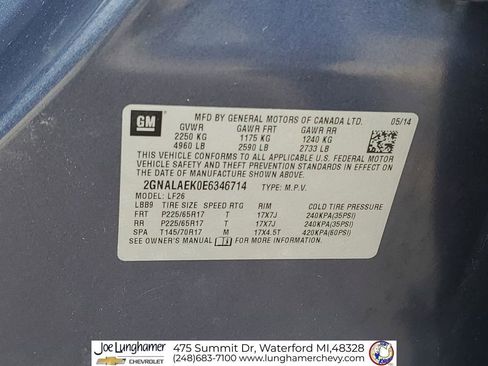 GM
MFD BY GENERAL MOTORS OF CANADA LTD. 05/14
GVWR GAWR FRT GAWR RR
2250 KG 1175 KG 1240 KG
4960 LB 2590 LB 2733 LB
THIS VEHICLE CONFORMS TO ALL APPLICABLE U.S. FEDERAL MOTOR
VEHICLE SAFETY AND THEFT PREVENTION STANDARDS IN EFFECT ON
THE DATE OF MANUFACTURE SHOWN ABOVE.
2GNALAEK0E6346714 TYPE: M.P.V.
MODEL: LF26
LBB9 TIRE SIZE SPEED RTG RIM COLD TIRE PRESSURE
FRT P225/65R17 T 17X7J 240KPA(35PSI)
RR P225/65R17 T 17X7J 240KPA(35PSI)
SPA T145/70R17 M 17X4.5T 420KPA(60PSI)
SEE OWNER'S MANUAL FOR MORE INFORMATION.
Joe Lunghamer
CHEVROLET
475 Summit Dr, Waterford MI,48328
(248)683-7100 www.lunghamerchevy.com